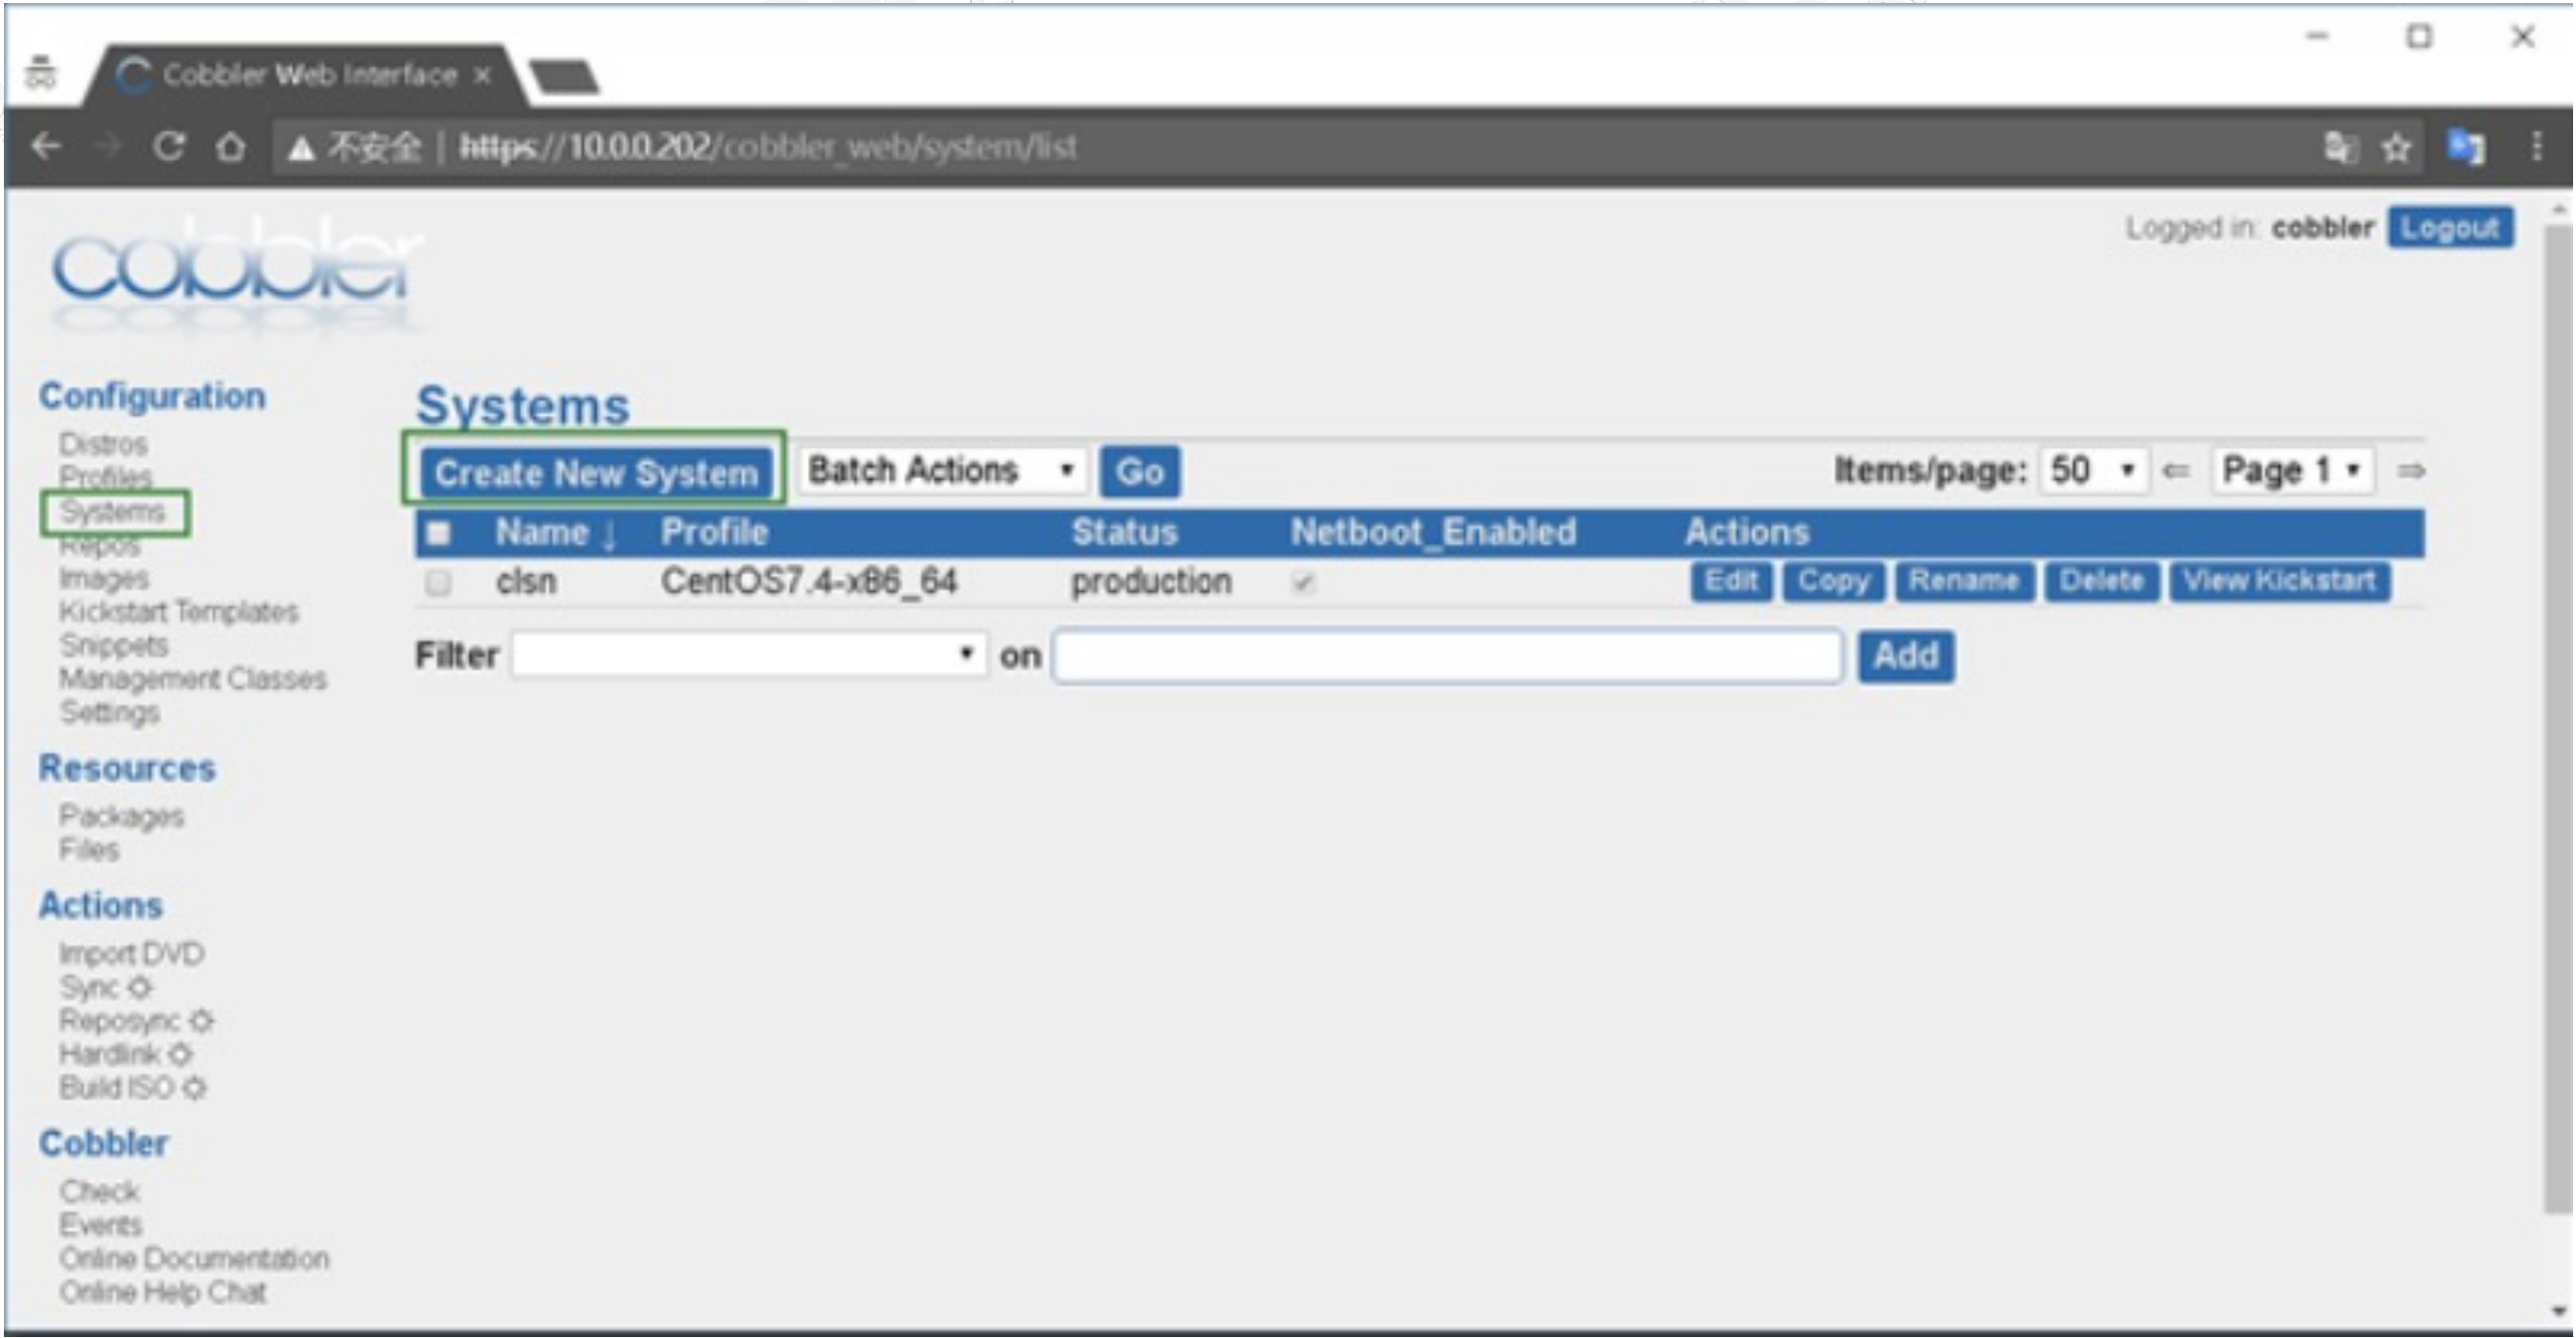 Cobbler Web Interface ×
不安全 | https://10.0.0.202/cobbler_web/system/list
cobbler
Logged in: cobbler Logout
Configuration
Distros
Profiles
Systems
Repos
Images
Kickstart Templates
Snippets
Management Classes
Settings
Resources
Packages
Files
Actions
Import DVD
Sync
Reposync
Hardlink
Build ISO
Cobbler
Check
Events
Online Documentation
Online Help Chat
Systems
Create New System Batch Actions Go Items/page: 50 ⇐ Page 1 ⇒
Name ↓ Profile Status Netboot_Enabled Actions
clsn CentOS7.4-x86_64 production Edit Copy Rename Delete View Kickstart
Filter on Add